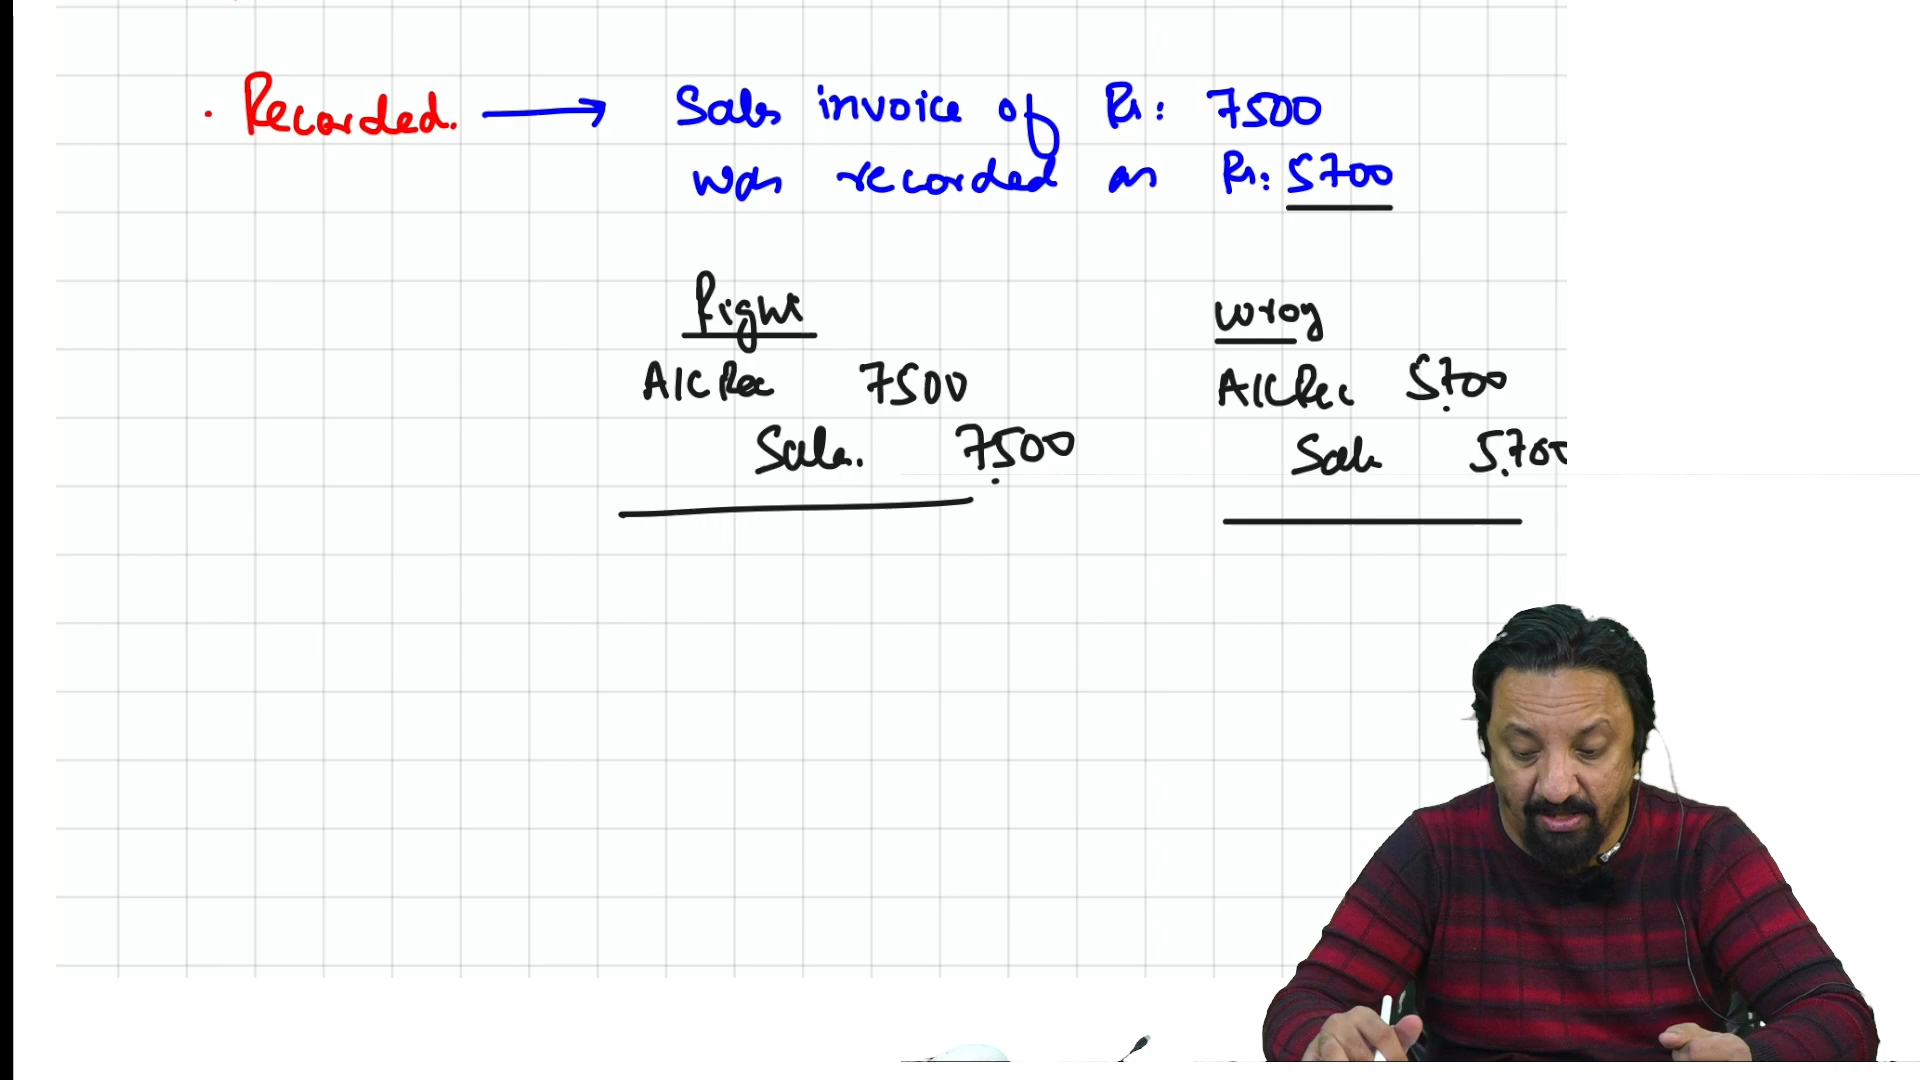 . Recorded. → Sales invoice of Rs: 7500
was recorded as Rs: 5700
Right
A/C Rec 7500
Sales. 7500
Wrong
A/C Rec 5700
Sale 5700